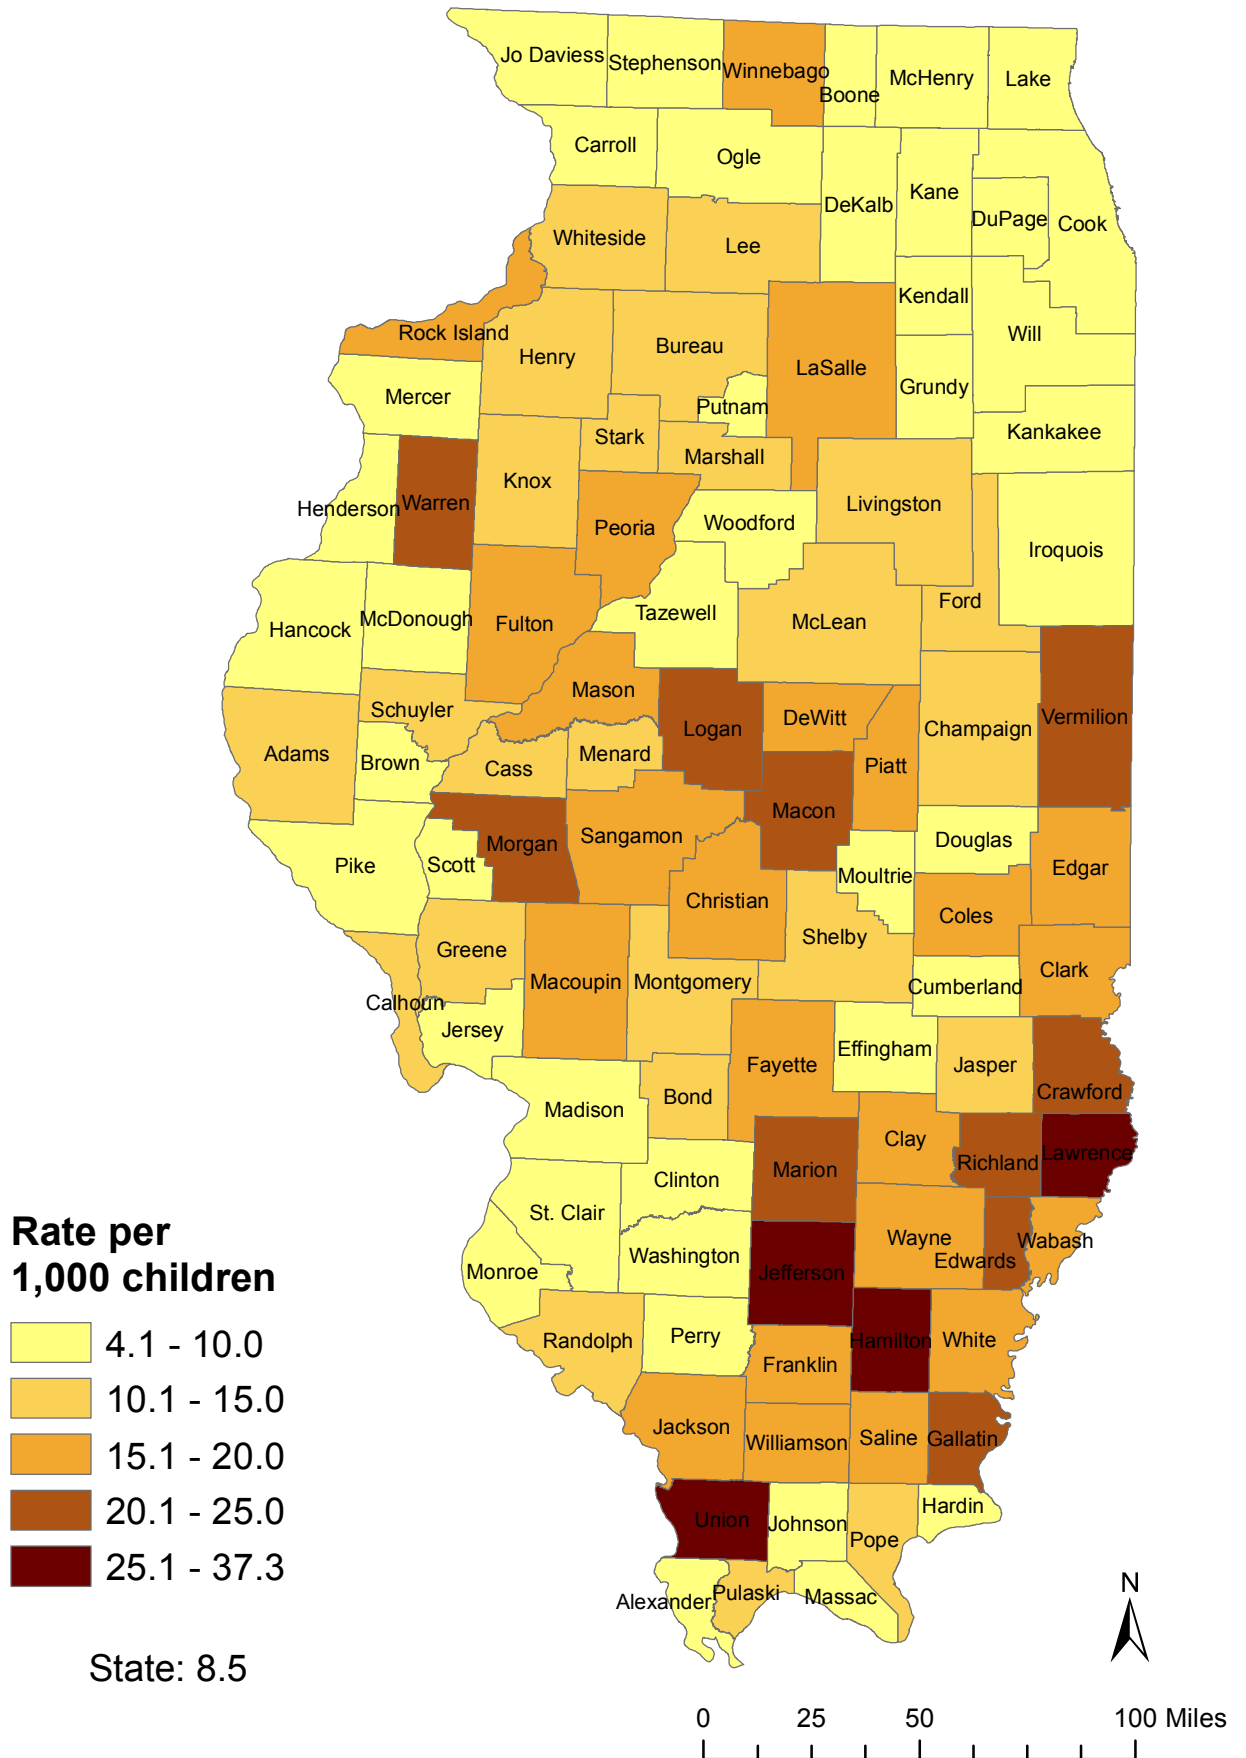 Jo Daviess
Stephenson
Winnebago
Boone
McHenry
Lake
Carroll
Ogle
DeKalb
Kane
DuPage
Cook
Whiteside
Lee
Kendall
Will
Rock Island
Henry
Bureau
LaSalle
Grundy
Mercer
Putnam
Kankakee
Stark
Marshall
Henderson
Warren
Knox
Peoria
Woodford
Livingston
Iroquois
Hancock
McDonough
Fulton
Tazewell
McLean
Ford
Mason
Schuyler
Logan
DeWitt
Champaign
Vermilion
Adams
Brown
Cass
Menard
Piatt
Macon
Pike
Scott
Morgan
Sangamon
Moultrie
Douglas
Edgar
Christian
Coles
Greene
Shelby
Calhoun
Macoupin
Montgomery
Cumberland
Clark
Jersey
Fayette
Effingham
Jasper
Crawford
Madison
Bond
Clay
Richland
Lawrence
Marion
Clinton
St. Clair
Wayne
Edwards
Wabash
Monroe
Washington
Jefferson
Randolph
Perry
Franklin
Hamilton
White
Jackson
Williamson
Saline
Gallatin
Union
Johnson
Pope
Hardin
Alexander
Pulaski
Massac
Rate per
1,000 children
4.1 - 10.0
10.1 - 15.0
15.1 - 20.0
20.1 - 25.0
25.1 - 37.3
State: 8.5
N
0 25 50 100 Miles